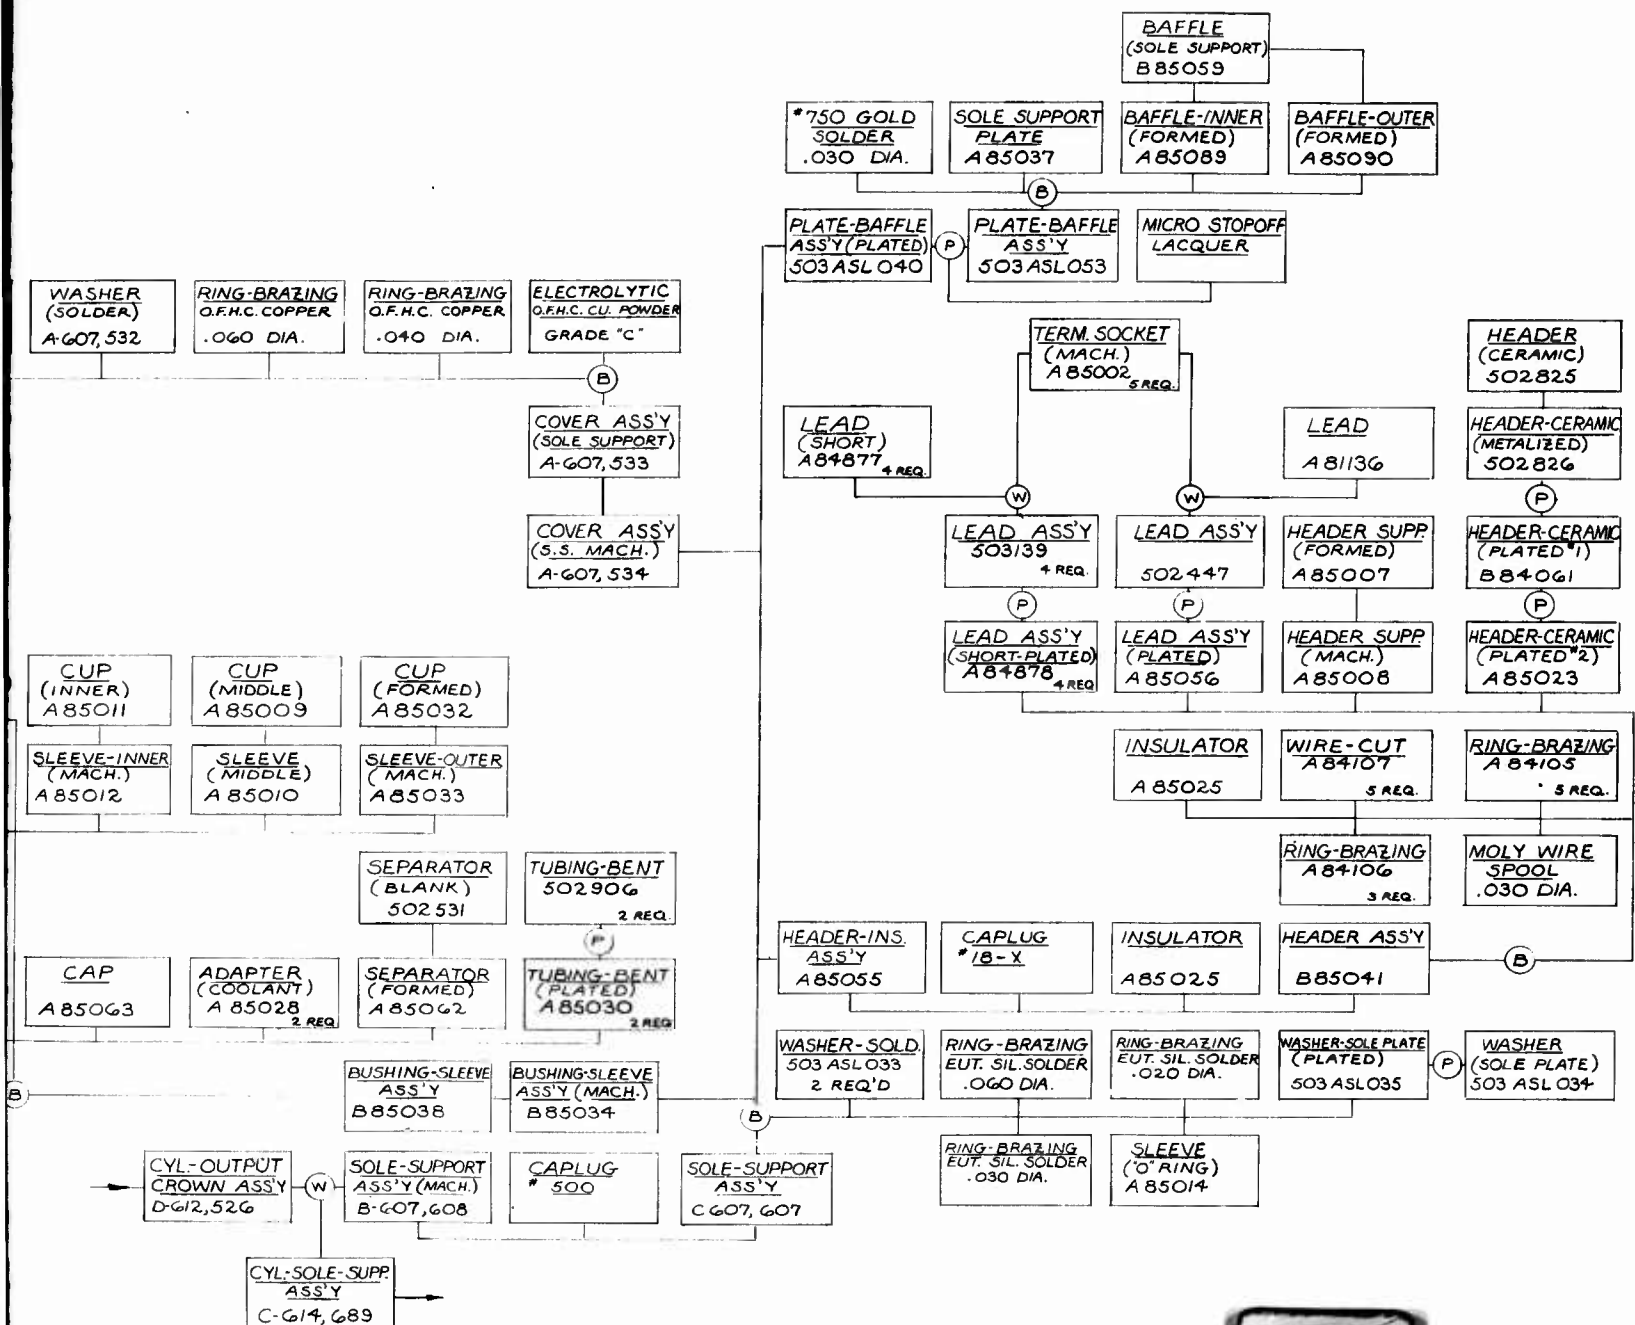 BAFFLE
(SOLE SUPPORT)
B85059
#750 GOLD
SOLDER
.030 DIA.
SOLE SUPPORT
PLATE
A85037
BAFFLE-INNER
(FORMED)
A85089
BAFFLE-OUTER
(FORMED)
A85090
B
PLATE-BAFFLE
ASS'Y (PLATED)
503ASL040
P
PLATE-BAFFLE
ASS'Y
503ASL053
MICRO STOPOFF
LACQUER
WASHER
(SOLDER)
A-607,532
RING-BRAZING
O.F.H.C. COPPER
.060 DIA.
RING-BRAZING
O.F.H.C. COPPER
.040 DIA.
ELECTROLYTIC
O.F.H.C. CU. POWDER
GRADE "C"
B
TERM. SOCKET
(MACH.)
A85002
5 REQ.
HEADER
(CERAMIC)
502825
COVER ASS'Y
(SOLE SUPPORT)
A-607,533
LEAD
(SHORT)
A84877
4 REQ.
LEAD
A81136
HEADER-CERAMIC
(METALIZED)
502826
W
W
P
COVER ASS'Y
(S.S. MACH.)
A-607,534
LEAD ASS'Y
503139
4 REQ.
LEAD ASS'Y
502447
HEADER SUPP.
(FORMED)
A85007
HEADER-CERAMIC
(PLATED #1)
B84061
P
P
P
CUP
(INNER)
A85011
CUP
(MIDDLE)
A85009
CUP
(FORMED)
A85032
LEAD ASS'Y
(SHORT-PLATED)
A84878
4 REQ
LEAD ASS'Y
(PLATED)
A85056
HEADER SUPP.
(MACH.)
A85008
HEADER-CERAMIC
(PLATED #2)
A85023
SLEEVE-INNER
(MACH.)
A85012
SLEEVE
(MIDDLE)
A85010
SLEEVE-OUTER
(MACH.)
A85033
INSULATOR
A85025
WIRE-CUT
A84107
5 REQ.
RING-BRAZING
A84105
5 REQ.
SEPARATOR
(BLANK)
502531
TUBING-BENT
502906
2 REQ.
RING-BRAZING
A84106
3 REQ.
MOLY WIRE
SPOOL
.030 DIA.
P
CAP
A85063
ADAPTER
(COOLANT)
A85028
2 REQ
SEPARATOR
(FORMED)
A85062
TUBING-BENT
(PLATED)
A85030
2 REQ
HEADER-INS.
ASS'Y
A85055
CAPLUG
#18-X
INSULATOR
A85025
HEADER ASS'Y
B85041
B
WASHER-SOLD.
503ASL033
2 REQ'D
RING-BRAZING
EUT. SIL. SOLDER
.060 DIA.
RING-BRAZING
EUT. SIL. SOLDER
.020 DIA.
WASHER-SOLE PLATE
(PLATED)
503ASL035
P
WASHER
(SOLE PLATE)
503 ASL 034
B
BUSHING-SLEEVE
ASS'Y
B85038
BUSHING-SLEEVE
ASS'Y (MACH.)
B85034
B
CYL.-OUTPUT
CROWN ASS'Y
D-612,526
W
SOLE-SUPPORT
ASS'Y (MACH.)
B-607,608
CAPLUG
# 500
SOLE-SUPPORT
ASS'Y
C607,607
RING-BRAZING
EUT. SIL. SOLDER
.030 DIA.
SLEEVE
("O" RING)
A85014
CYL.-SOLE-SUPP.
ASS'Y
C-614,689